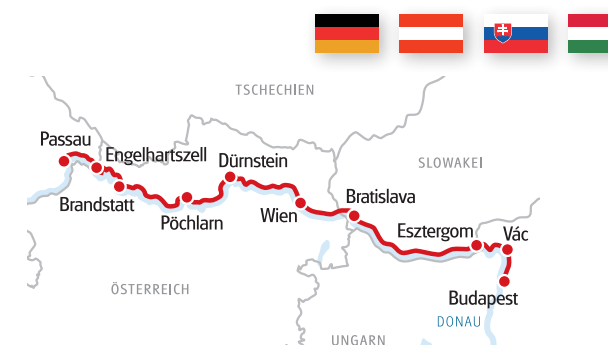 TSCHECHIEN
Passau
Engelhartszell
Dürnstein
SLOWAKEI
Brandstatt
Pöchlarn
Wien
Bratislava
Esztergom
Vác
ÖSTERREICH
Budapest
DONAU
UNGARN